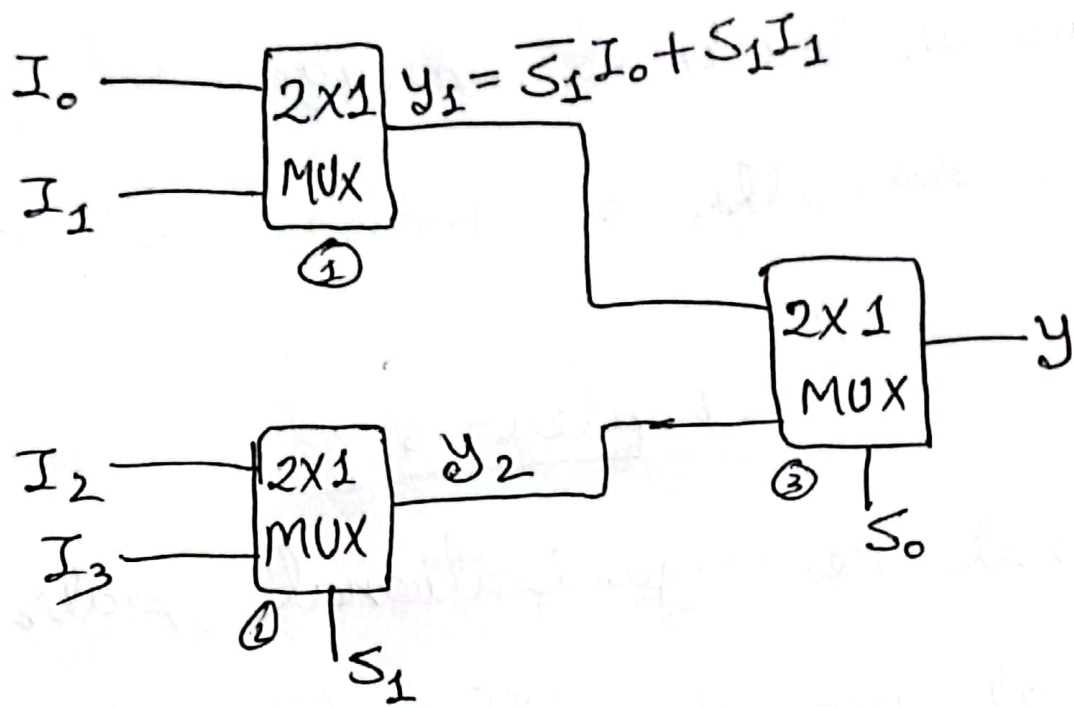 I₀
2X1
MUX
y₁ = S̅₁I₀ + S₁I₁
I₁
①
2X1
MUX
y
③
S₀
I₂
2X1
MUX
y₂
I₃
②
S₁